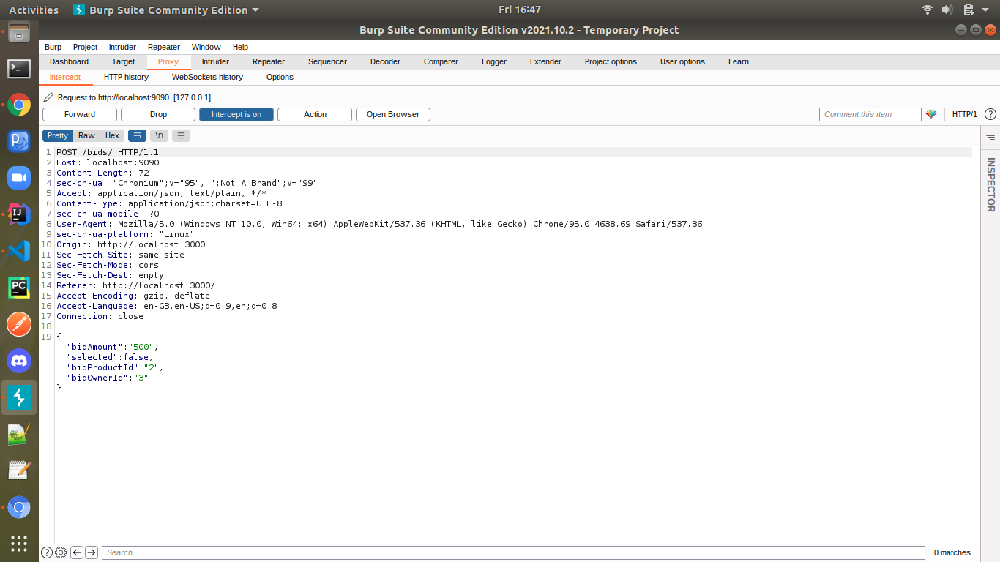 Activities Burp Suite Community Edition Fri 16:47
Burp Suite Community Edition v2021.10.2 - Temporary Project
Burp Project Intruder Repeater Window Help
Dashboard Target Proxy Intruder Repeater Sequencer Decoder Comparer Logger Extender Project options User options Learn
Intercept HTTP history WebSockets history Options
Request to http://localhost:9090 [127.0.0.1]
Forward Drop Intercept is on Action Open Browser Comment this item HTTP/1 ?
Pretty Raw Hex \n
INSPECTOR
1 POST /bids/ HTTP/1.1
2 Host: localhost:9090
3 Content-Length: 72
4 sec-ch-ua: "Chromium";v="95", ";Not A Brand";v="99"
5 Accept: application/json, text/plain, */*
6 Content-Type: application/json;charset=UTF-8
7 sec-ch-ua-mobile: ?0
8 User-Agent: Mozilla/5.0 (Windows NT 10.0; Win64; x64) AppleWebKit/537.36 (KHTML, like Gecko) Chrome/95.0.4638.69 Safari/537.36
9 sec-ch-ua-platform: "Linux"
10 Origin: http://localhost:3000
11 Sec-Fetch-Site: same-site
12 Sec-Fetch-Mode: cors
13 Sec-Fetch-Dest: empty
14 Referer: http://localhost:3000/
15 Accept-Encoding: gzip, deflate
16 Accept-Language: en-GB,en-US;q=0.9,en;q=0.8
17 Connection: close
18
19 {
"bidAmount":"500",
"selected":false,
"bidProductId":"2",
"bidOwnerId":"3"
}
? Search... 0 matches
IJ
PC